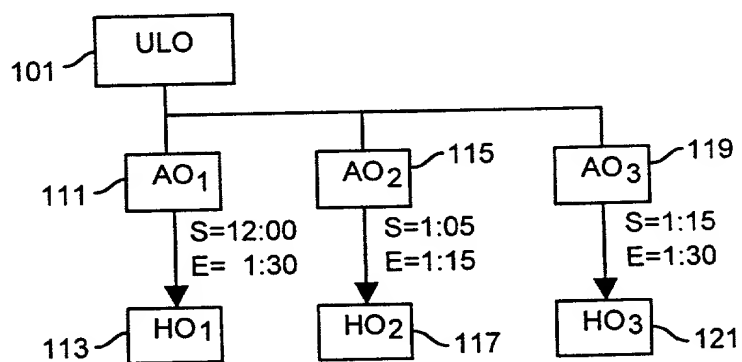 ULO
101
AO1
111
AO2
115
AO3
119
S=12:00
E= 1:30
S=1:05
E=1:15
S=1:15
E=1:30
HO1
113
HO2
117
HO3
121